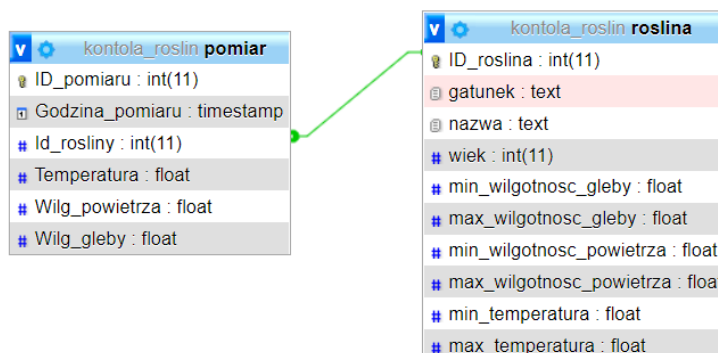 kontola_roslin pomiar
ID_pomiaru : int(11)
Godzina_pomiaru : timestamp
Id_rosliny : int(11)
Temperatura : float
Wilg_powietrza : float
Wilg_gleby : float
kontola_roslin roslina
ID_roslina : int(11)
gatunek : text
nazwa : text
wiek : int(11)
min_wilgotnosc_gleby : float
max_wilgotnosc_gleby : float
min_wilgotnosc_powietrza : float
max_wilgotnosc_powietrza : floa
min_temperatura : float
max_temperatura : float